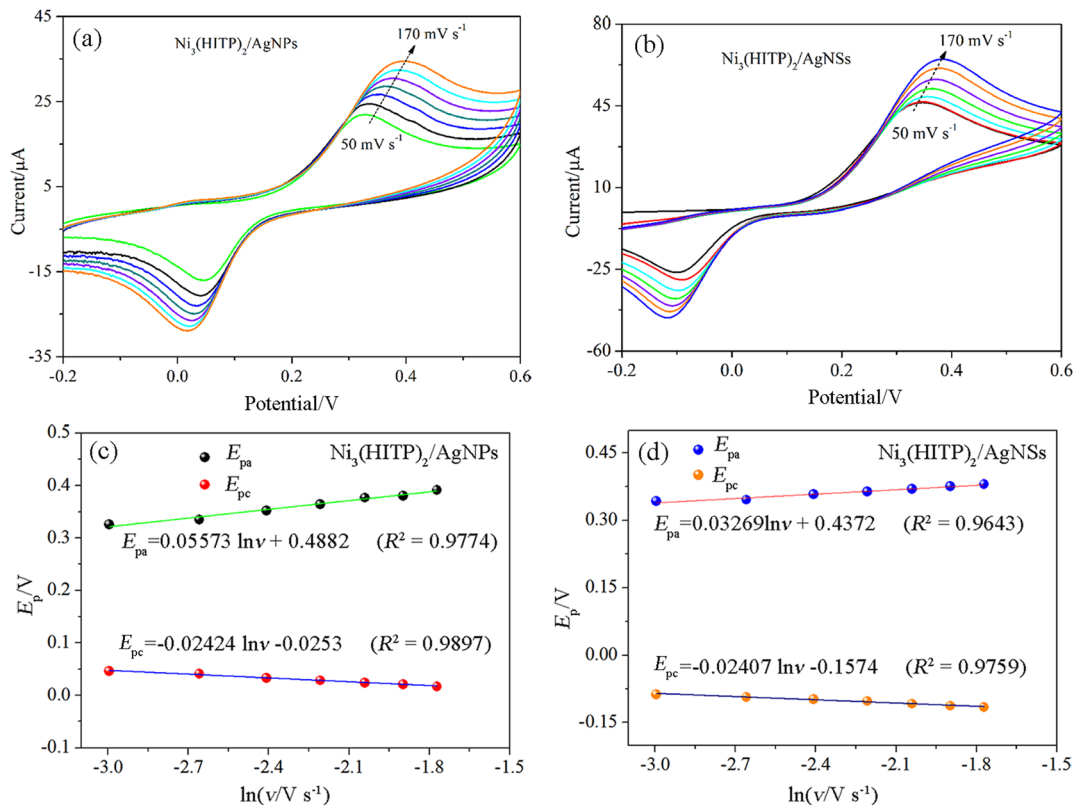 (a)
Ni₃(HITP)₂/AgNPs
170 mV s⁻¹
50 mV s⁻¹
45
25
5
-15
-35
Current/μA
-0.2
0.0
0.2
0.4
0.6
Potential/V
(b)
Ni₃(HITP)₂/AgNSs
170 mV s⁻¹
50 mV s⁻¹
80
45
10
-25
-60
Current/μA
-0.2
0.0
0.2
0.4
0.6
Potential/V
(c)
Eₚₐ
Eₚc
Ni₃(HITP)₂/AgNPs
Eₚₐ=0.05573 lnν + 0.4882 (R² = 0.9774)
Eₚc=-0.02424 lnν -0.0253 (R² = 0.9897)
0.5
0.4
0.3
0.2
0.1
0.0
-0.1
Eₚ/V
-3.0
-2.7
-2.4
-2.1
-1.8
-1.5
ln(ν/V s⁻¹)
(d)
Eₚₐ
Eₚc
Ni₃(HITP)₂/AgNSs
Eₚₐ=0.03269lnν + 0.4372 (R² = 0.9643)
Eₚc=-0.02407 lnν -0.1574 (R² = 0.9759)
0.45
0.30
0.15
0.00
-0.15
Eₚ/V
-3.0
-2.7
-2.4
-2.1
-1.8
-1.5
ln(ν/V s⁻¹)